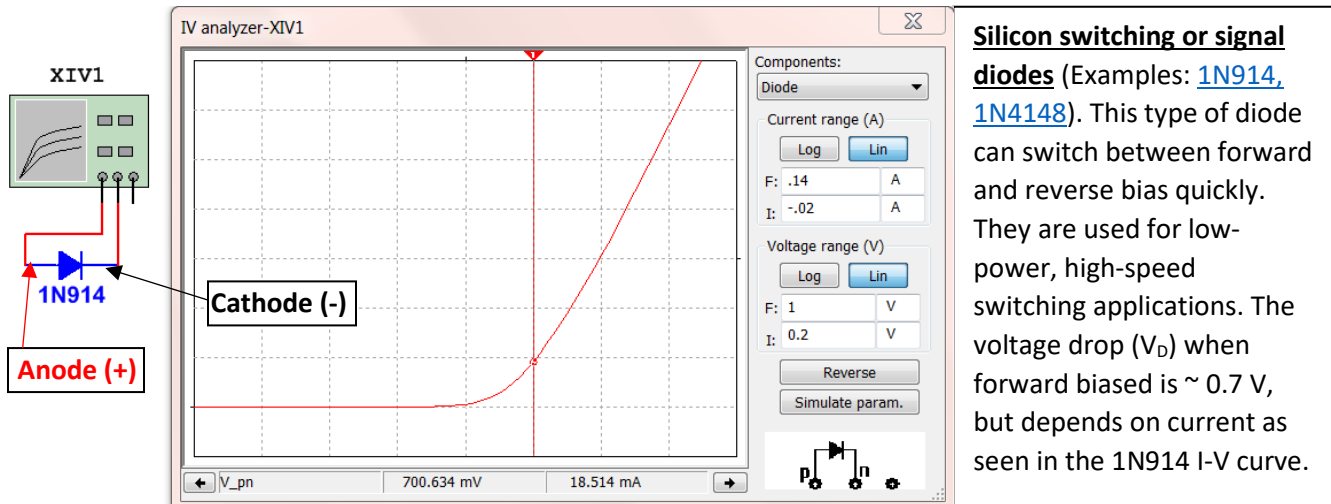 IV analyzer-XIV1
XIV1
1N914
Anode (+)
Cathode (-)
1
Components:
Diode
Current range (A)
Log Lin
F: .14 A
I: -.02 A
Voltage range (V)
Log Lin
F: 1 V
I: 0.2 V
Reverse
Simulate param.
p n
V_pn 700.634 mV 18.514 mA
Silicon switching or signal
diodes (Examples: 1N914,
1N4148). This type of diode
can switch between forward
and reverse bias quickly.
They are used for low-
power, high-speed
switching applications. The
voltage drop (VD) when
forward biased is ~ 0.7 V,
but depends on current as
seen in the 1N914 I-V curve.